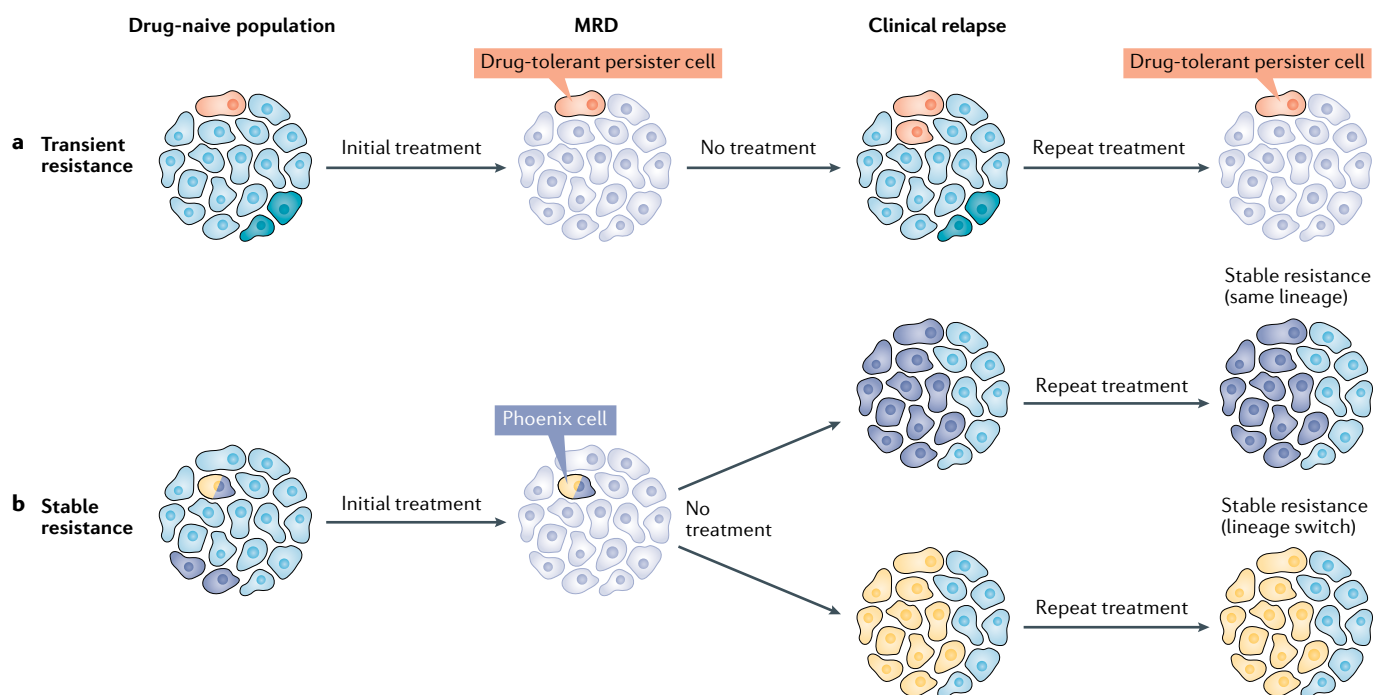 Drug-naive population
MRD
Clinical relapse
Drug-tolerant persister cell
Drug-tolerant persister cell
a Transient
resistance
Initial treatment
No treatment
Repeat treatment
Stable resistance
(same lineage)
Repeat treatment
Phoenix cell
b Stable
resistance
Initial treatment
No
treatment
Stable resistance
(lineage switch)
Repeat treatment